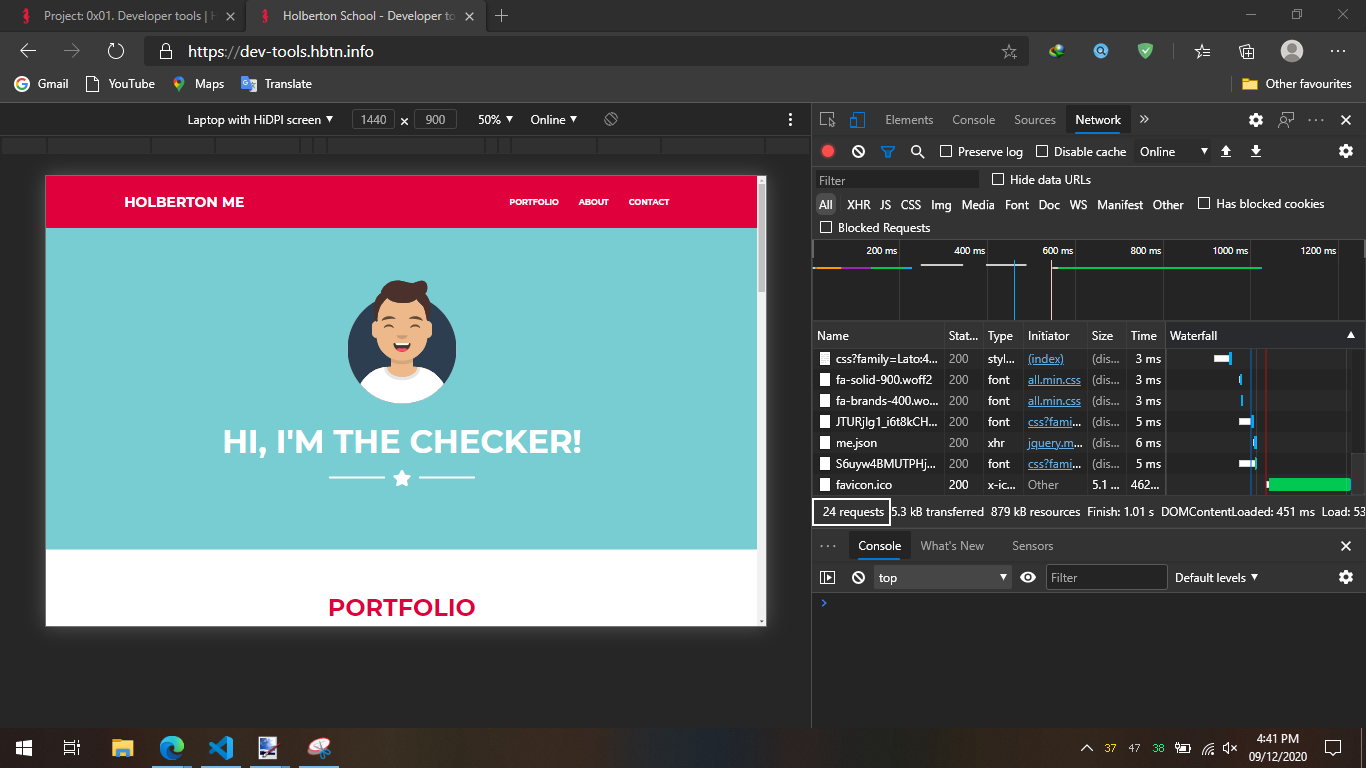 Project: 0x01. Developer tools | H
Holberton School - Developer to
https://dev-tools.hbtn.info
Gmail YouTube Maps Translate Other favourites
Laptop with HiDPI screen ▼ 1440 × 900 50% ▼ Online ▼
Elements Console Sources Network »
Preserve log Disable cache Online ▼
Filter Hide data URLs
All XHR JS CSS Img Media Font Doc WS Manifest Other Has blocked cookies
Blocked Requests
200 ms 400 ms 600 ms 800 ms 1000 ms 1200 ms
Name Stat... Type Initiator Size Time Waterfall
css?family=Lato:4... 200 styl... (index) (dis... 3 ms
fa-solid-900.woff2 200 font all.min.css (dis... 3 ms
fa-brands-400.wo... 200 font all.min.css (dis... 3 ms
JTURjIg1_i6t8kCH... 200 font css?fami... (dis... 5 ms
me.json 200 xhr jquery.m... (dis... 6 ms
S6uyw4BMUTPHj... 200 font css?fami... (dis... 5 ms
favicon.ico 200 x-ic... Other 5.1 ... 462...
24 requests 5.3 kB transferred 879 kB resources Finish: 1.01 s DOMContentLoaded: 451 ms Load: 53
Console What's New Sensors
top ▼ Filter Default levels ▼
HOLBERTON ME PORTFOLIO ABOUT CONTACT
HI, I'M THE CHECKER!
PORTFOLIO
37 47 38
4:41 PM
09/12/2020